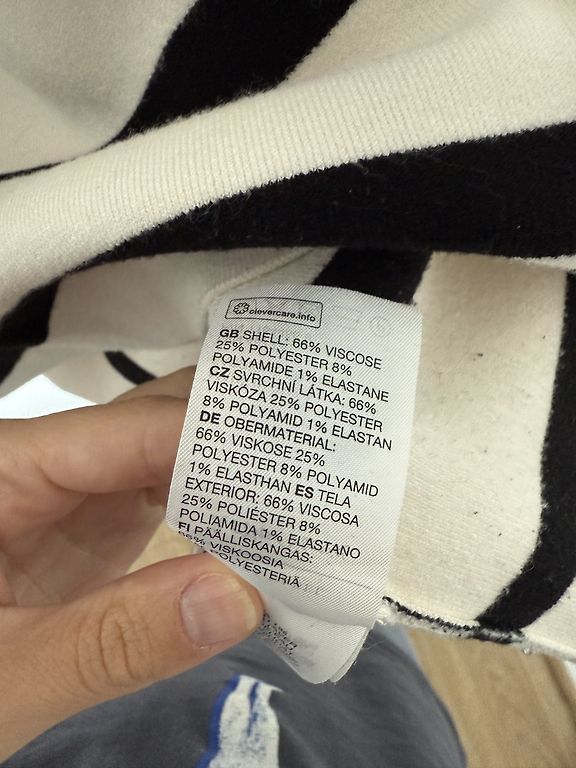 clevercare.info
GB SHELL: 66% VISCOSE
25% POLYESTER 8%
POLYAMIDE 1% ELASTANE
CZ SVRCHNÍ LÁTKA: 66%
VISKÓZA 25% POLYESTER
8% POLYAMID 1% ELASTAN
DE OBERMATERIAL:
66% VISKOSE 25%
POLYESTER 8% POLYAMID
1% ELASTHAN ES TELA
EXTERIOR: 66% VISCOSA
25% POLIÉSTER 8%
POLIAMIDA 1% ELASTANO
FI PÄÄLLISKANGAS:
66% VISKOOSIA
POLYESTERIÄ